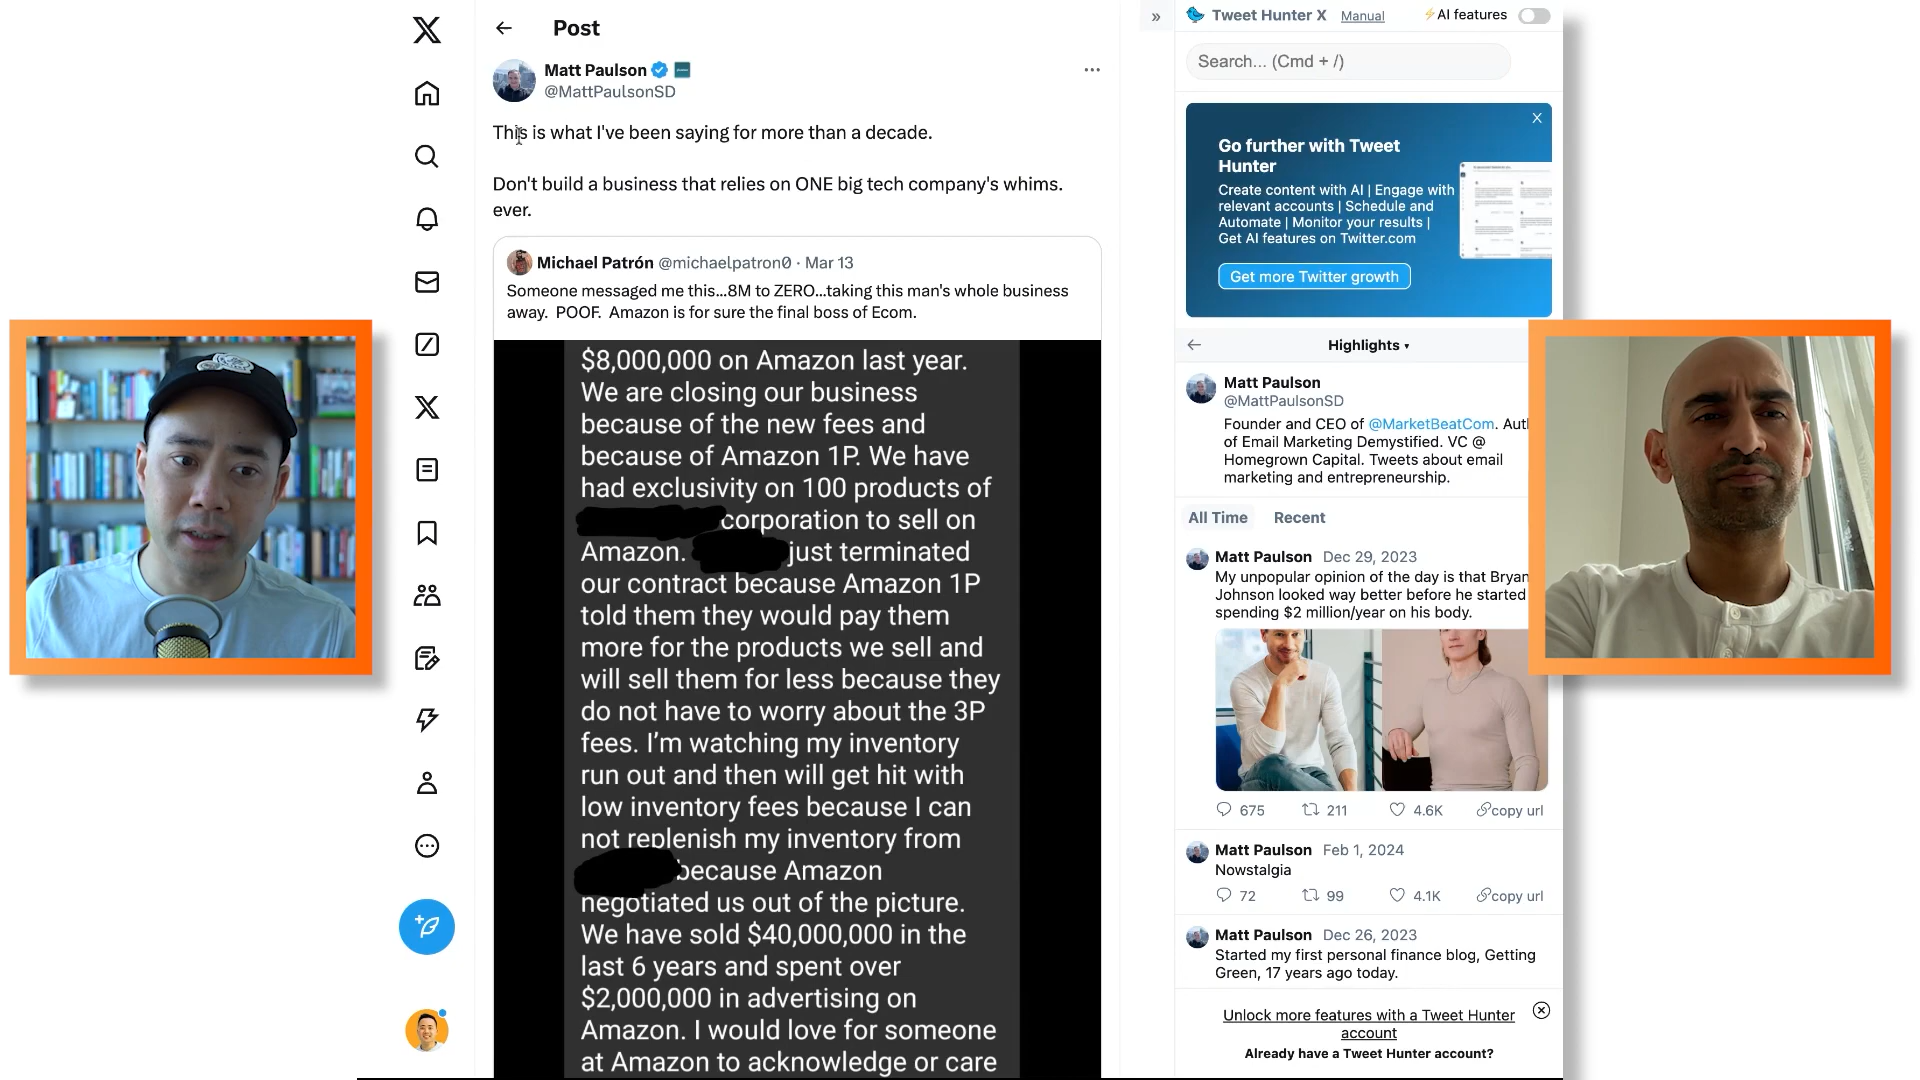 Post
Matt Paulson
@MattPaulsonSD
This is what I've been saying for more than a decade.
Don't build a business that relies on ONE big tech company's whims.
ever.
Michael Patrón @michaelpatron0 · Mar 13
Someone messaged me this...8M to ZERO...taking this man's whole business
away. POOF. Amazon is for sure the final boss of Ecom.
$8,000,000 on Amazon last year.
We are closing our business
because of the new fees and
because of Amazon 1P. We have
had exclusivity on 100 products of
corporation to sell on
Amazon. just terminated
our contract because Amazon 1P
told them they would pay them
more for the products we sell and
will sell them for less because they
do not have to worry about the 3P
fees. I'm watching my inventory
run out and then will get hit with
low inventory fees because I can
not replenish my inventory from
because Amazon
negotiated us out of the picture.
We have sold $40,000,000 in the
last 6 years and spent over
$2,000,000 in advertising on
Amazon. I would love for someone
at Amazon to acknowledge or care
Tweet Hunter X Manual ⚡AI features
Search... (Cmd + /)
Go further with Tweet
Hunter
Create content with AI | Engage with
relevant accounts | Schedule and
Automate | Monitor your results |
Get AI features on Twitter.com
Get more Twitter growth
Highlights
Matt Paulson
@MattPaulsonSD
Founder and CEO of @MarketBeatCom.
of Email Marketing Demystified. VC @
Homegrown Capital. Tweets about email
marketing and entrepreneurship.
All Time Recent
Matt Paulson Dec 29, 2023
My unpopular opinion of the day is that Bryan
Johnson looked way better before he started
spending $2 million/year on his body.
675 211 4.6K copy url
Matt Paulson Feb 1, 2024
Nowstalgia
72 99 4.1K copy url
Matt Paulson Dec 26, 2023
Started my first personal finance blog, Getting
Green, 17 years ago today.
Unlock more features with a Tweet Hunter
account
Already have a Tweet Hunter account?